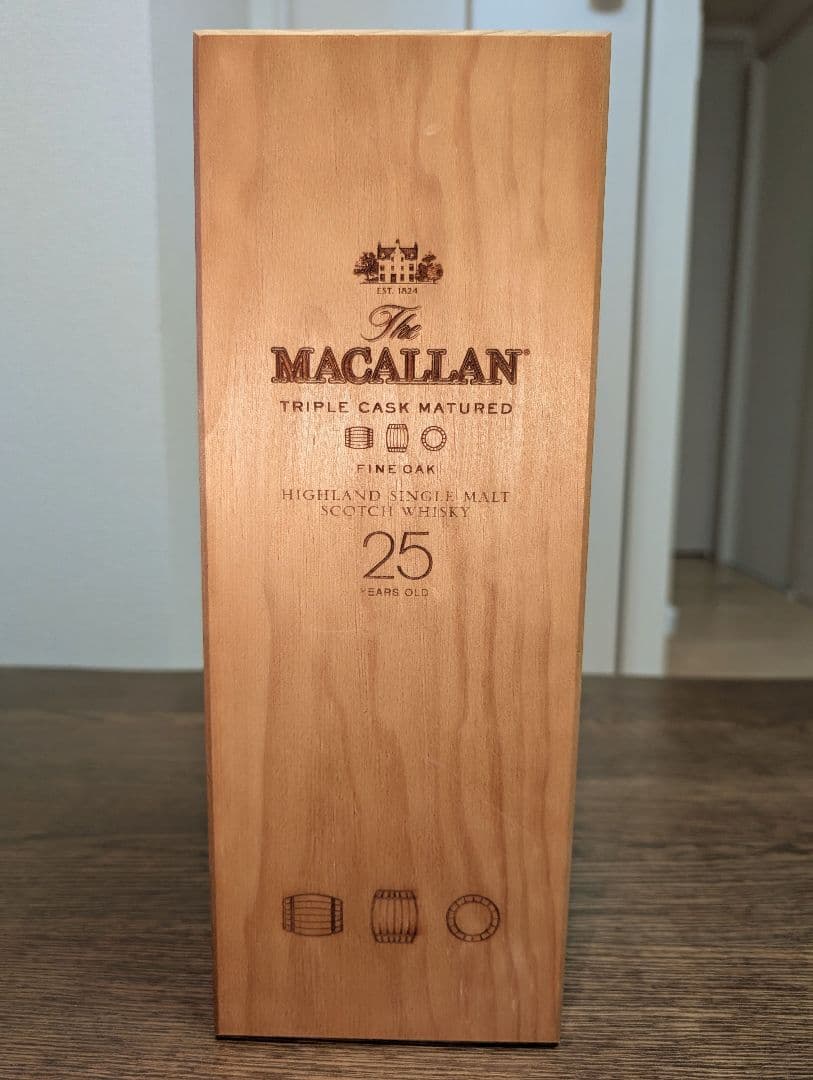 EST. 1824
The
MACALLAN®
TRIPLE CASK MATURED
FINE OAK
HIGHLAND SINGLE MALT
SCOTCH WHISKY
25
YEARS OLD